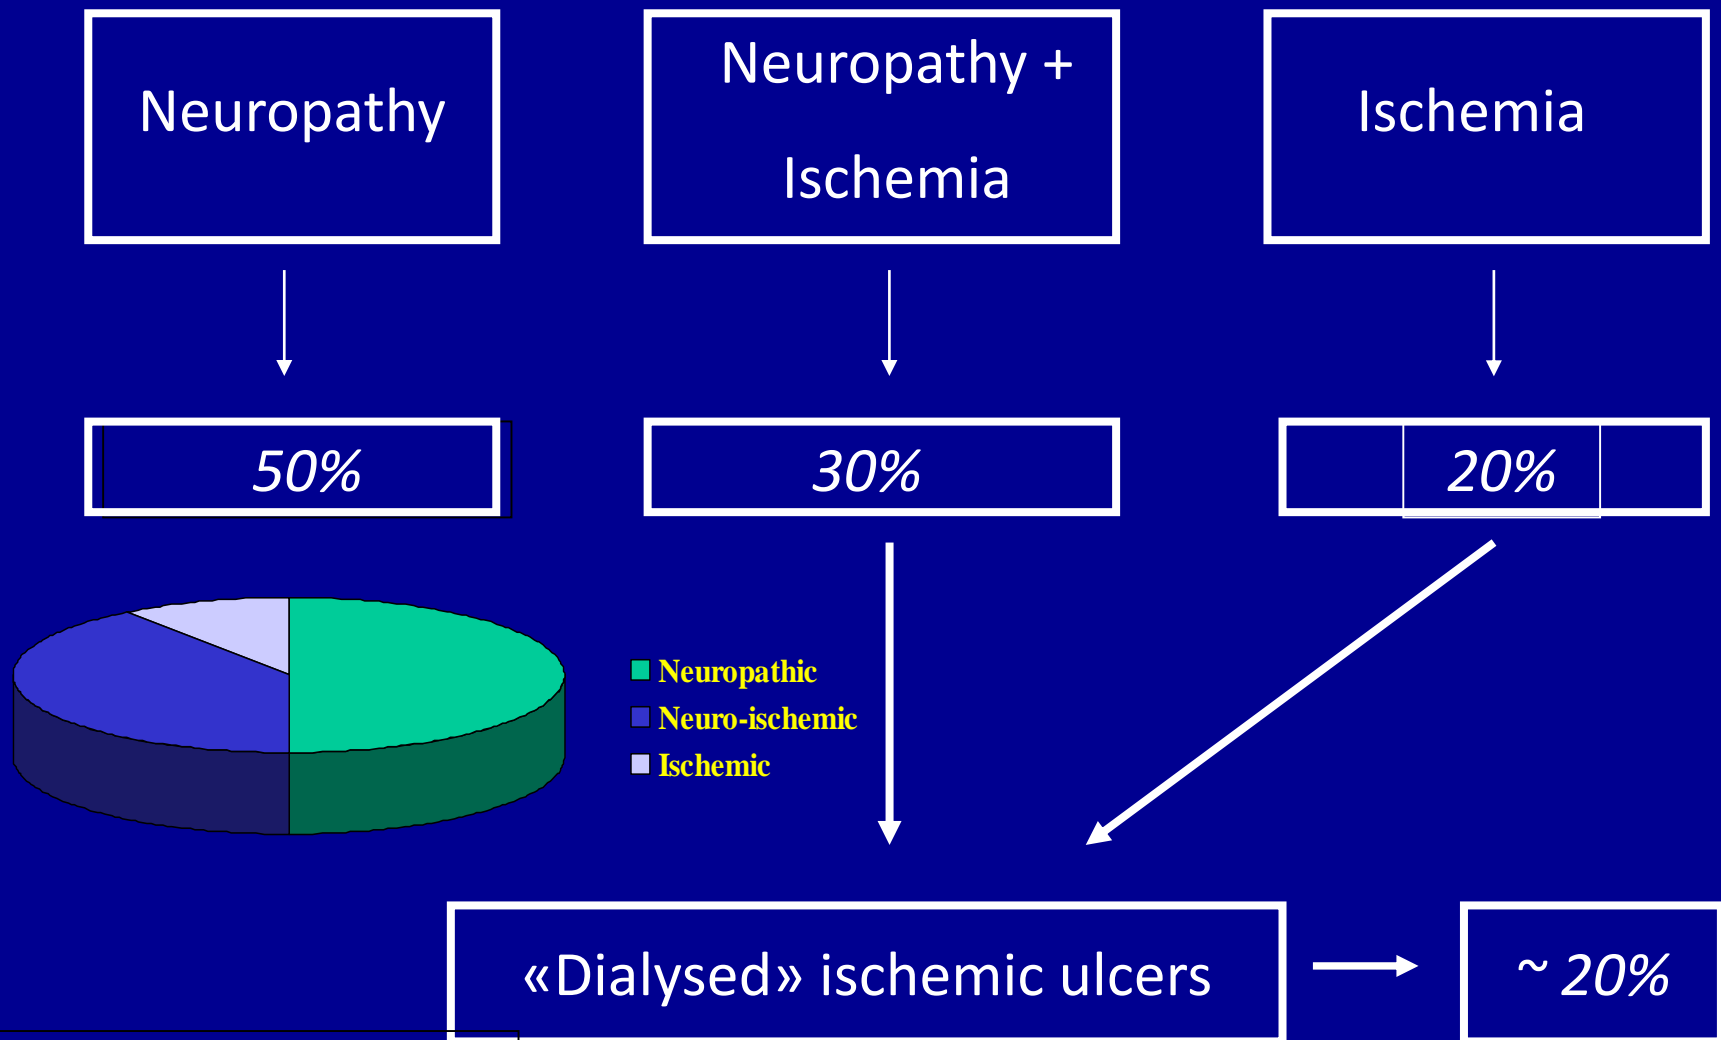 Neuropathy
Neuropathy +
Ischemia
Ischemia
50%
30%
20%
Neuropathic
Neuro-ischemic
Ischemic
«Dialysed» ischemic ulcers
~ 20%